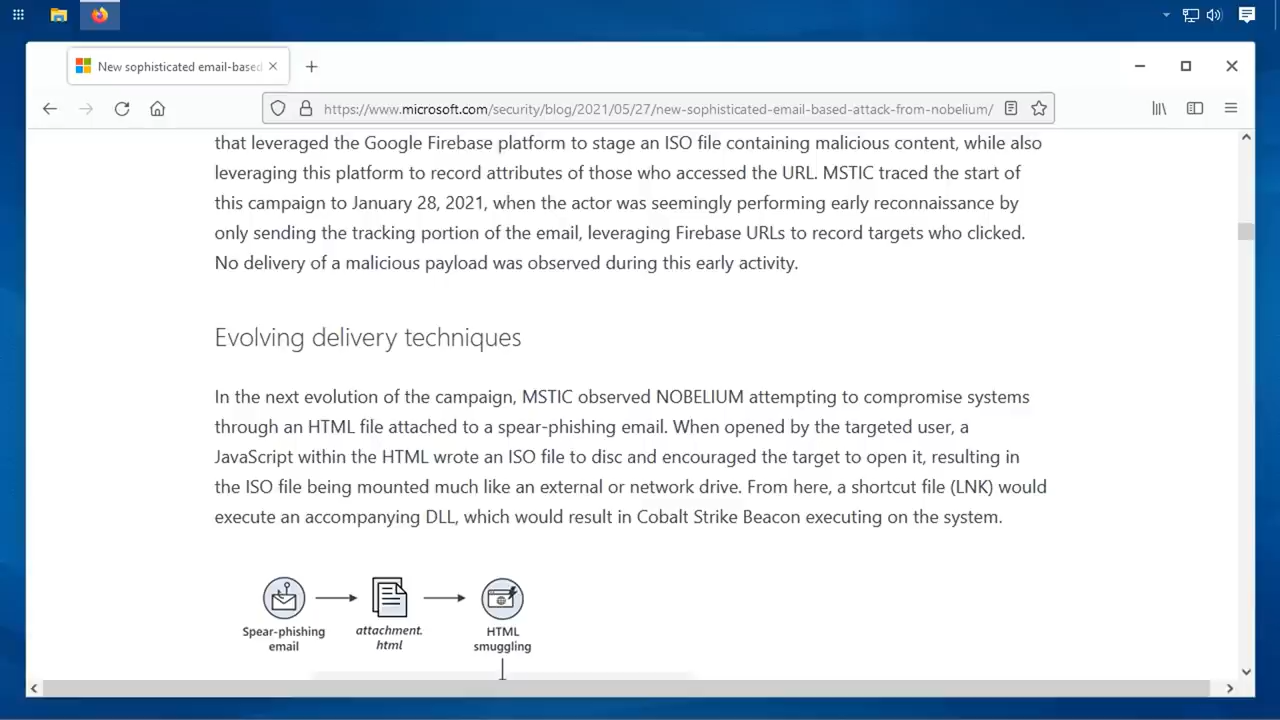 New sophisticated email-based
https://www.microsoft.com/security/blog/2021/05/27/new-sophisticated-email-based-attack-from-nobelium/
that leveraged the Google Firebase platform to stage an ISO file containing malicious content, while also
leveraging this platform to record attributes of those who accessed the URL. MSTIC traced the start of
this campaign to January 28, 2021, when the actor was seemingly performing early reconnaissance by
only sending the tracking portion of the email, leveraging Firebase URLs to record targets who clicked.
No delivery of a malicious payload was observed during this early activity.
Evolving delivery techniques
In the next evolution of the campaign, MSTIC observed NOBELIUM attempting to compromise systems
through an HTML file attached to a spear-phishing email. When opened by the targeted user, a
JavaScript within the HTML wrote an ISO file to disc and encouraged the target to open it, resulting in
the ISO file being mounted much like an external or network drive. From here, a shortcut file (LNK) would
execute an accompanying DLL, which would result in Cobalt Strike Beacon executing on the system.
Spear-phishing
email
attachment.
html
HTML
smuggling